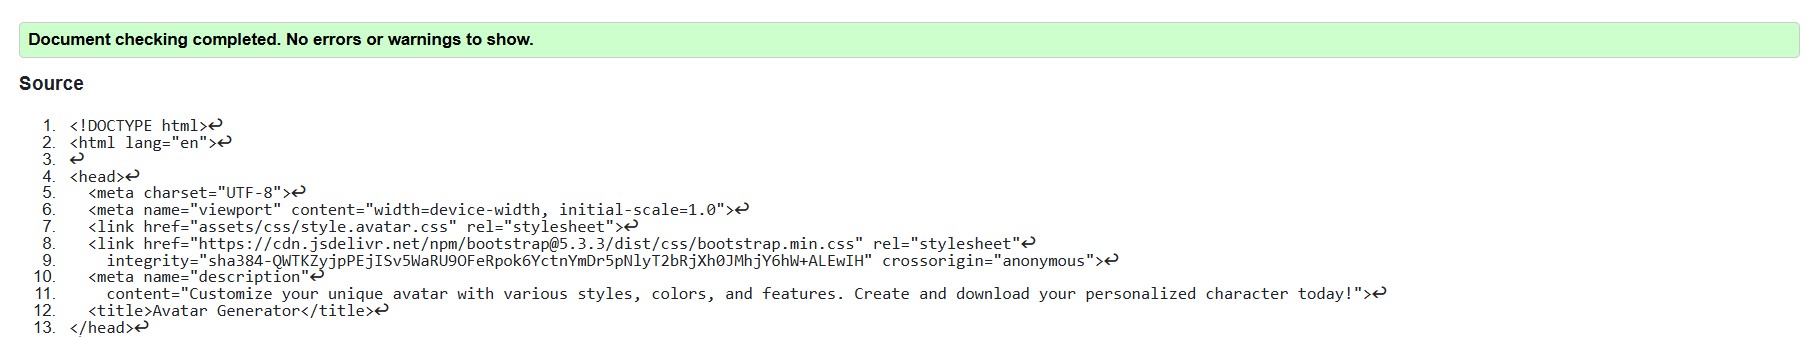 Document checking completed. No errors or warnings to show.
Source
1. <!DOCTYPE html>↩
2. <html lang="en">↩
3. ↩
4. <head>↩
5.   <meta charset="UTF-8">↩
6.   <meta name="viewport" content="width=device-width, initial-scale=1.0">↩
7.   <link href="assets/css/style.avatar.css" rel="stylesheet">↩
8.   <link href="https://cdn.jsdelivr.net/npm/bootstrap@5.3.3/dist/css/bootstrap.min.css" rel="stylesheet"↩
9.     integrity="sha384-QWTKZyjpPEjISv5WaRU9OFeRpok6YctnYmDr5pNlyT2bRjXh0JMhjY6hW+ALEwIH" crossorigin="anonymous">↩
10.   <meta name="description"↩
11.     content="Customize your unique avatar with various styles, colors, and features. Create and download your personalized character today!">↩
12.   <title>Avatar Generator</title>↩
13. </head>↩